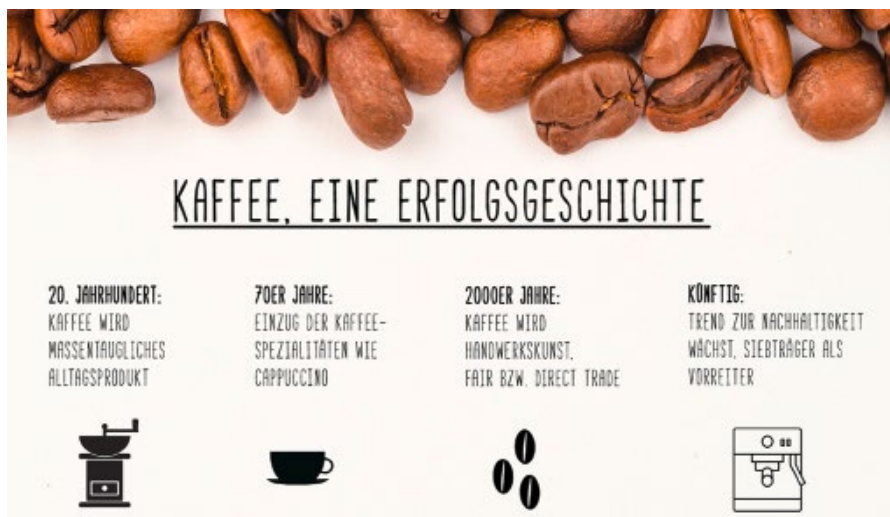 KAFFEE, EINE ERFOLGSGESCHICHTE
20. JAHRHUNDERT:
KAFFEE WIRD
MASSENTAUGLICHES
ALLTAGSPRODUKT
70ER JAHRE:
EINZUG DER KAFFEE-
SPEZIALITÄTEN WIE
CAPPUCCINO
2000ER JAHRE:
KAFFEE WIRD
HANDWERKSKUNST,
FAIR BZW. DIRECT TRADE
KÜNFTIG:
TREND ZUR NACHHALTIGKEIT
WÄCHST, SIEBTRÄGER ALS
VORREITER